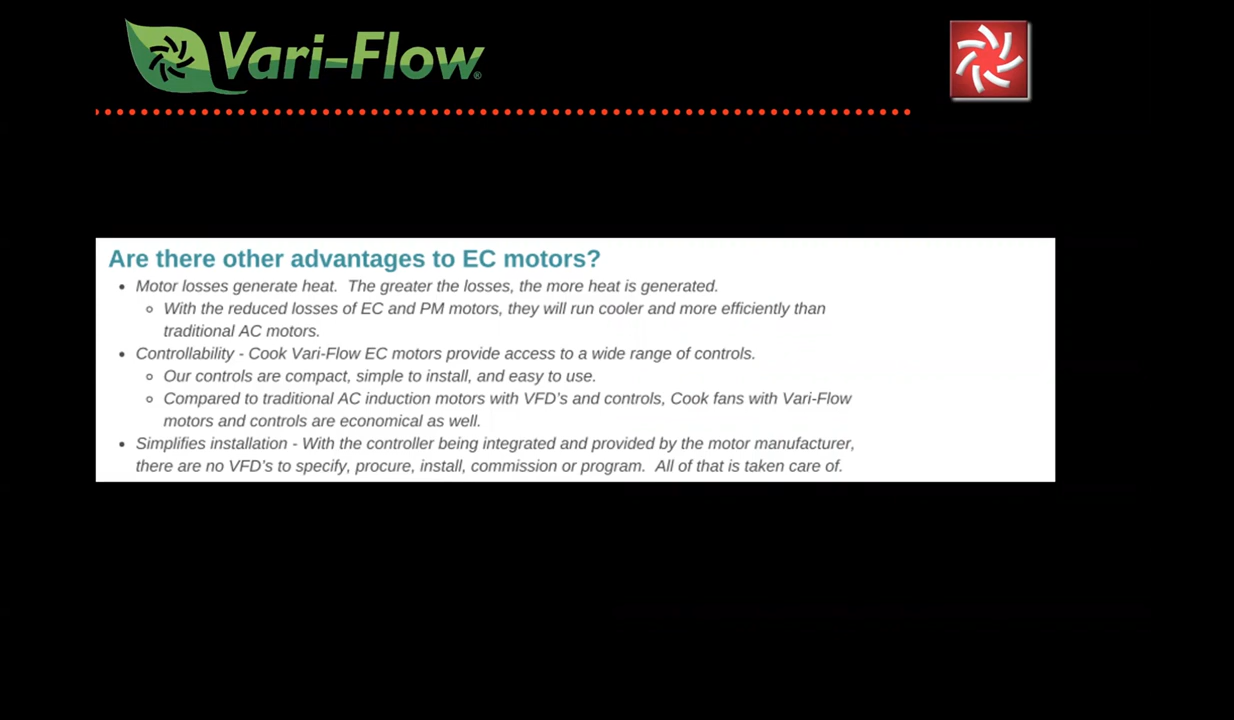 Vari-Flow®
Are there other advantages to EC motors?
• Motor losses generate heat.  The greater the losses, the more heat is generated.
◦ With the reduced losses of EC and PM motors, they will run cooler and more efficiently than
traditional AC motors.
• Controllability - Cook Vari-Flow EC motors provide access to a wide range of controls.
◦ Our controls are compact, simple to install, and easy to use.
◦ Compared to traditional AC induction motors with VFD's and controls, Cook fans with Vari-Flow
motors and controls are economical as well.
• Simplifies installation - With the controller being integrated and provided by the motor manufacturer,
there are no VFD's to specify, procure, install, commission or program.  All of that is taken care of.